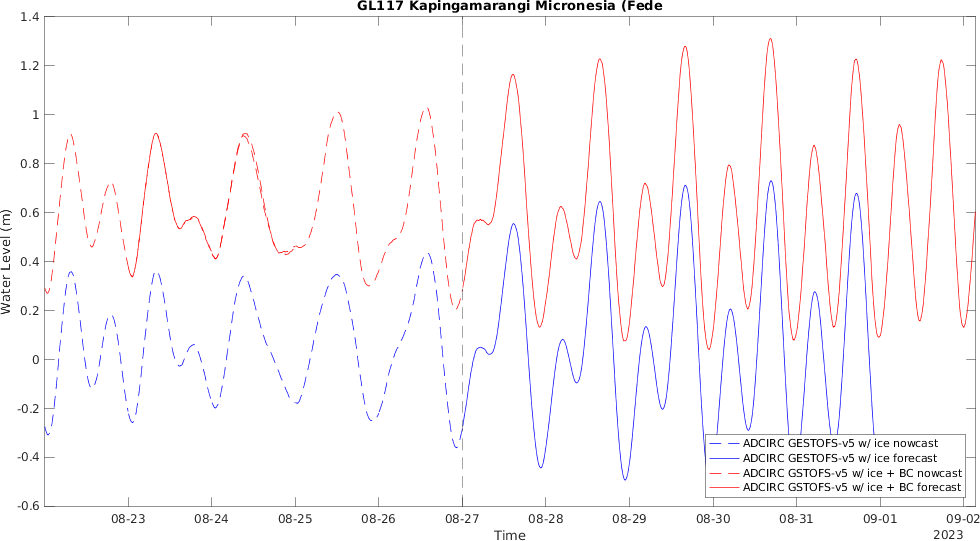 GL117 Kapingamarangi Micronesia (Fede
1.4
1.2
1
0.8
0.6
0.4
0.2
0
-0.2
-0.4
-0.6
Water Level (m)
ADCIRC GESTOFS-v5 w/ ice nowcast
ADCIRC GESTOFS-v5 w/ ice forecast
ADCIRC GSTOFS-v5 w/ice + BC nowcast
ADCIRC GSTOFS-v5 w/ice + BC forecast
08-23 08-24 08-25 08-26 08-27 08-28 08-29 08-30 08-31 09-01 09-02
Time
2023